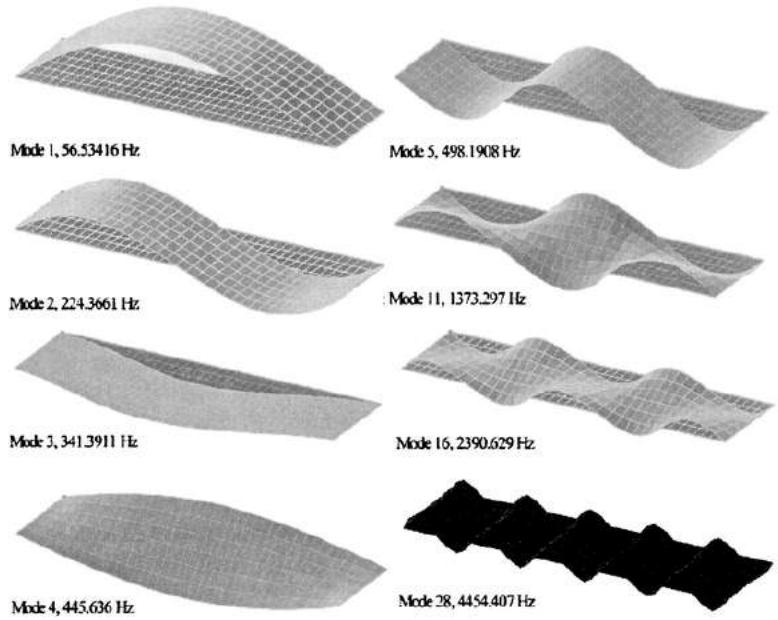 Mode 1, 56.53416 Hz
Mode 2, 224.3661 Hz
Mode 3, 341.3911 Hz
Mode 4, 445.636 Hz
Mode 5, 498.1908 Hz
Mode 11, 1373.297 Hz
Mode 16, 2390.629 Hz
Mode 28, 4454.407 Hz